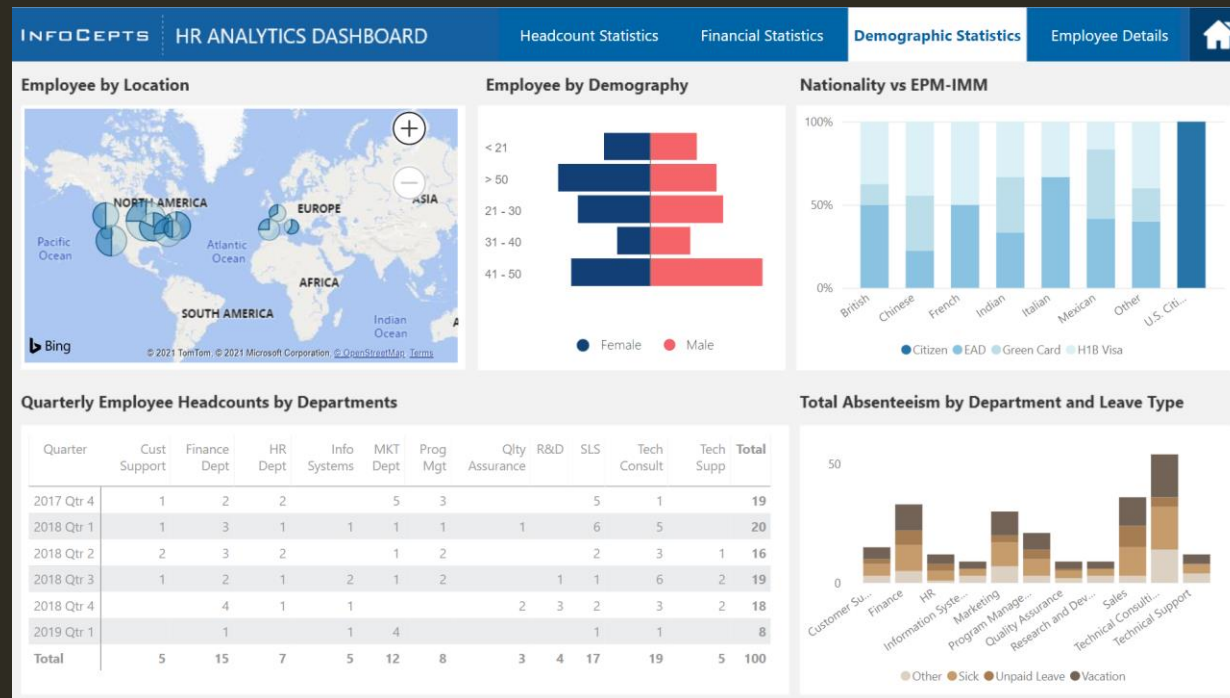 INFOCEPTS HR ANALYTICS DASHBOARD Headcount Statistics Financial Statistics Demographic Statistics Employee Details
Employee by Location
NORTH AMERICA
EUROPE
ASIA
Pacific
Ocean
Atlantic
Ocean
AFRICA
SOUTH AMERICA
Indian
Ocean
A
Bing
© 2021 TomTom, © 2021 Microsoft Corporation, © OpenStreetMap Terms
Employee by Demography
< 21
> 50
21 - 30
31 - 40
41 - 50
Female Male
Nationality vs EPM-IMM
100%
50%
0%
British Chinese French Indian Italian Mexican Other U.S. Citi...
Citizen EAD Green Card H1B Visa
Quarterly Employee Headcounts by Departments
Quarter Cust Finance HR Info MKT Prog Qlty R&D SLS Tech Tech Total
Support Dept Dept Systems Dept Mgt Assurance Consult Supp
2017 Qtr 4 1 2 2 5 3 5 1 19
2018 Qtr 1 1 3 1 1 1 1 1 6 5 20
2018 Qtr 2 2 3 2 1 2 2 3 1 16
2018 Qtr 3 1 2 1 2 1 2 1 1 6 2 19
2018 Qtr 4 4 1 1 2 3 2 3 2 18
2019 Qtr 1 1 1 4 1 1 8
Total 5 15 7 5 12 8 3 4 17 19 5 100
Total Absenteeism by Department and Leave Type
50
0
Customer Su... Finance HR Information Syste... Marketing Program Manage... Quality Assurance Research and Dev... Sales Technical Consulti... Technical Support
Other Sick Unpaid Leave Vacation